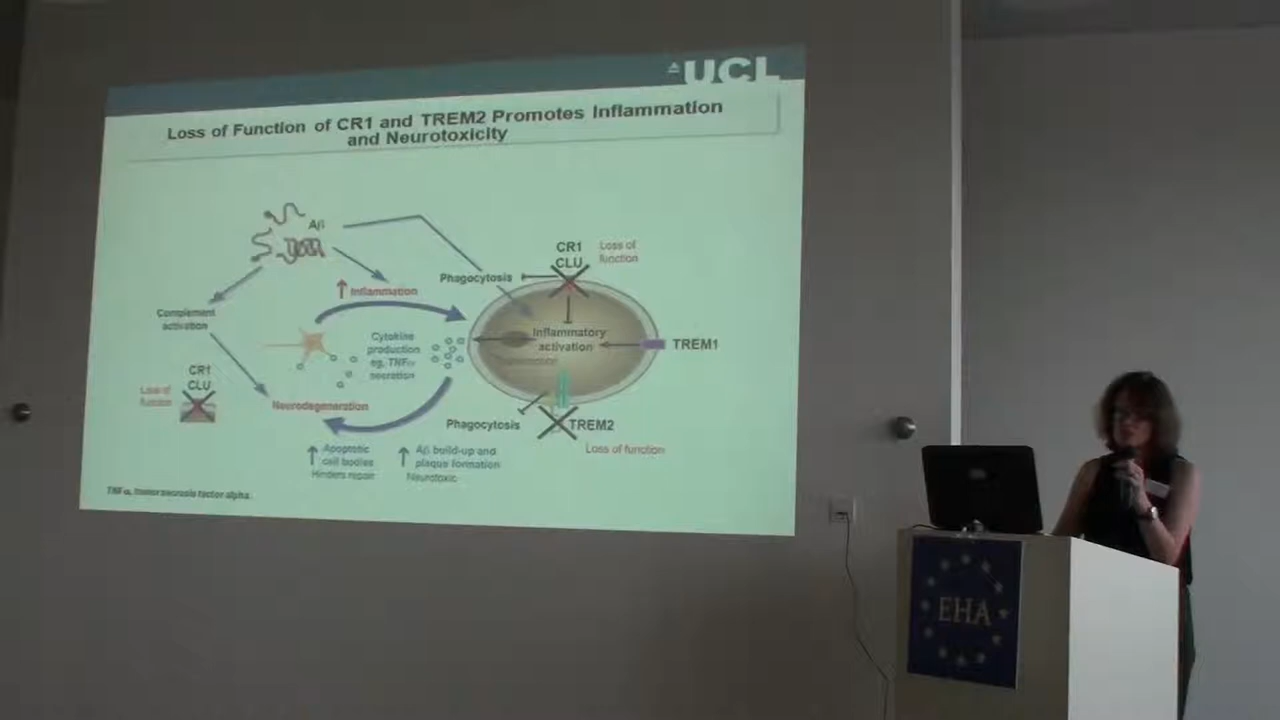 UCL
Loss of Function of CR1 and TREM2 Promotes Inflammation
and Neurotoxicity
Aβ
CR1
CLU
Loss of
function
Phagocytosis
Inflammation
Complement
activation
Cytokine
production
eg, TNFα
secretion
Inflammatory
activation
TREM1
CR1
CLU
Loss of
function
Neurodegeneration
Phagocytosis
TREM2
Loss of function
Apoptotic
cell bodies
Hinders repair
Aβ build-up and
plaque formation
Neurotoxic
TNFα, tumor necrosis factor alpha.
EHA